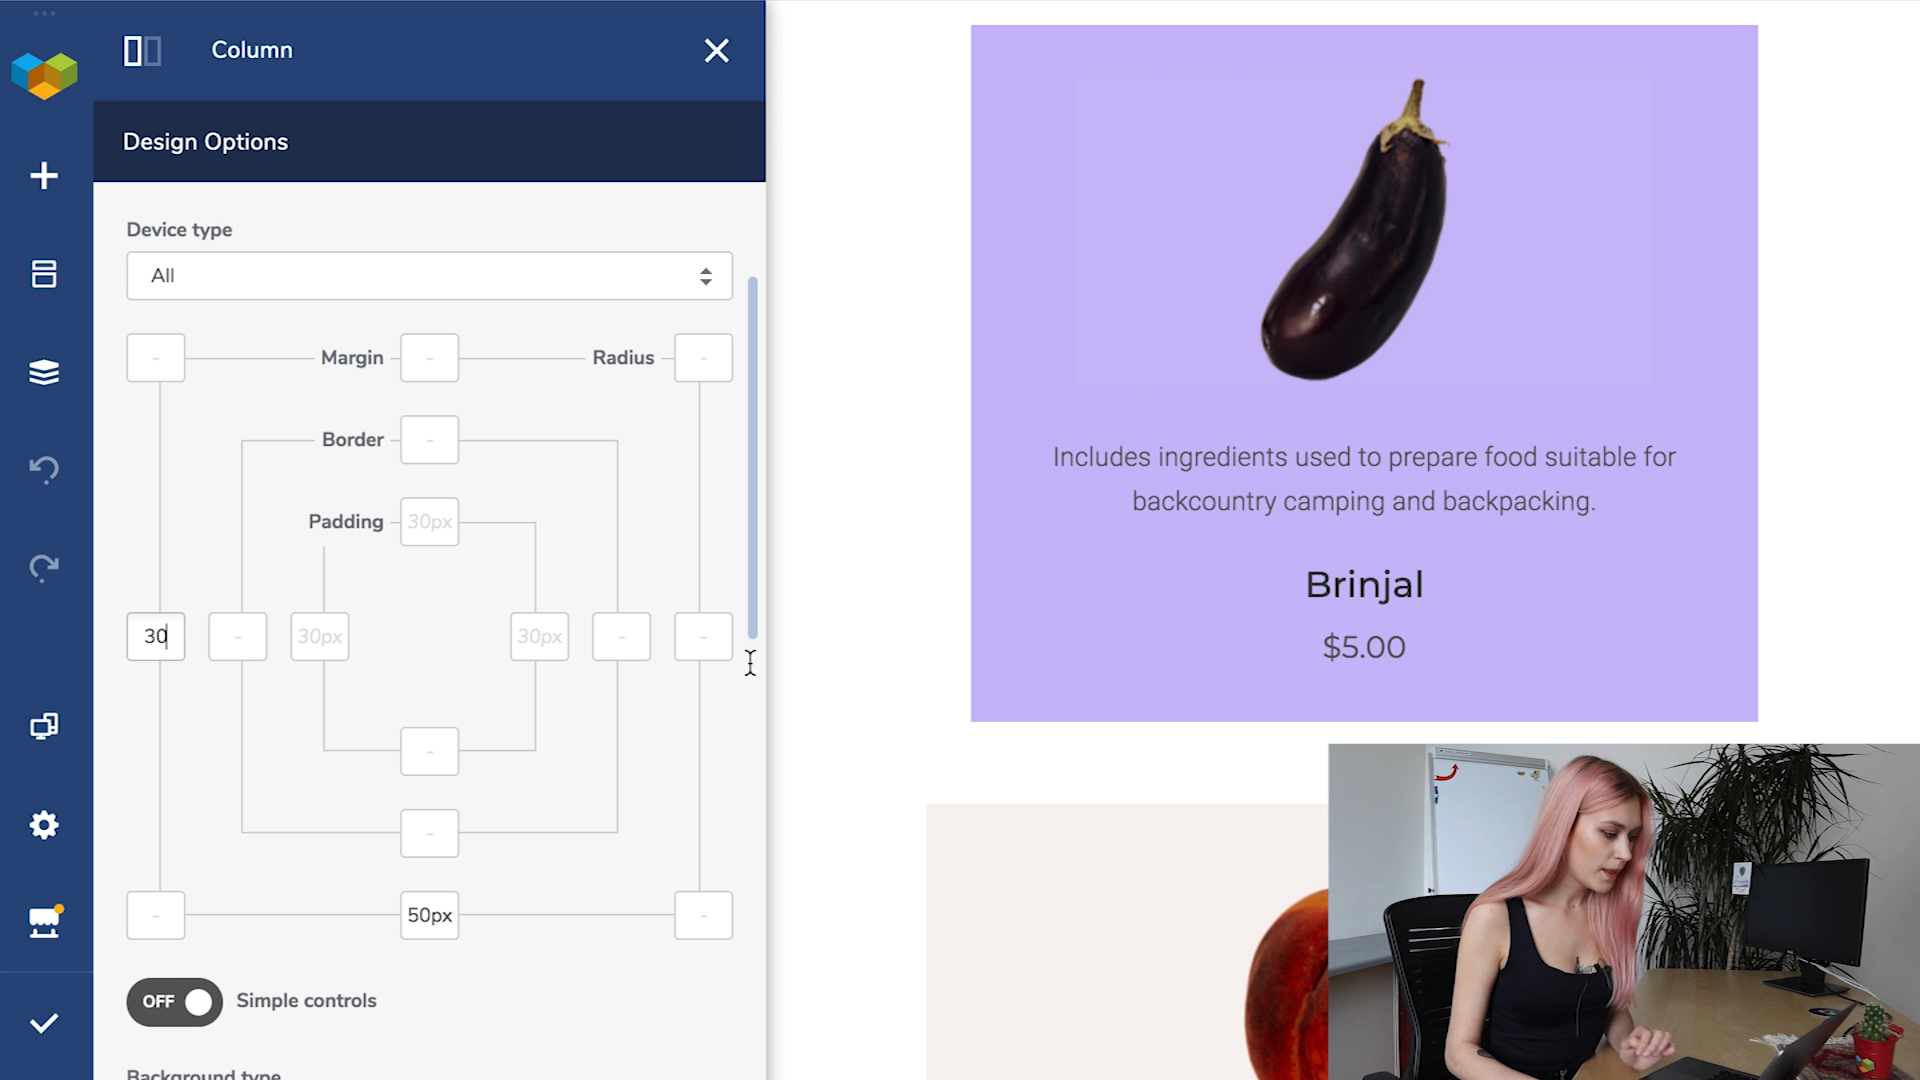 Column
Design Options
Device type
All
- Margin - Radius -
Border -
Padding 30px
30 - 30px 30px - -
-
-
- 50px -
OFF Simple controls
Background type
Includes ingredients used to prepare food suitable for
backcountry camping and backpacking.
Brinjal
$5.00